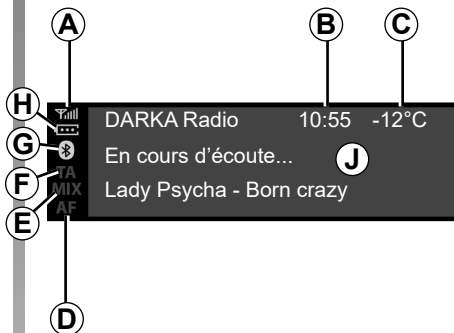 A B C
H DARKA Radio 10:55 -12°C
G En cours d'écoute... J
F TA
E MIX Lady Psycha - Born crazy
AF
D